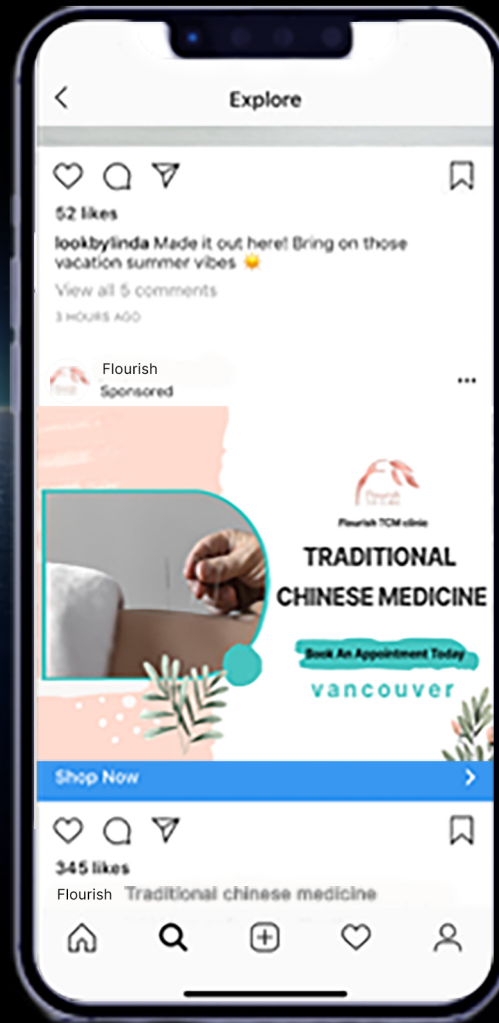 Explore
52 likes
lookbylinda Made it out here! Bring on those
vacation summer vibes ☀️
View all 5 comments
3 HOURS AGO
Flourish
Sponsored
Flourish TCM clinic
TRADITIONAL
CHINESE MEDICINE
Book An Appointment Today
vancouver
Shop Now
345 likes
Flourish Traditional chinese medicine